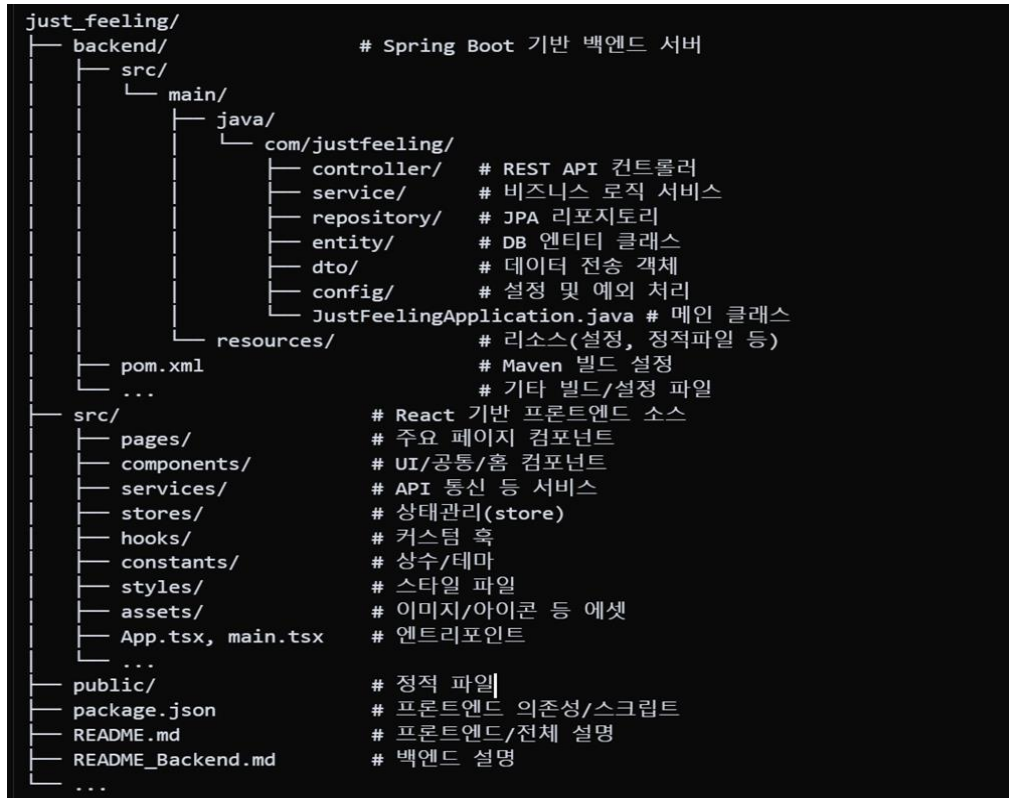 just_feeling/
├── backend/                # Spring Boot 기반 백엔드 서버
│   ├── src/
│   │   └── main/
│   │       ├── java/
│   │       │   └── com/justfeeling/
│   │       │       ├── controller/   # REST API 컨트롤러
│   │       │       ├── service/      # 비즈니스 로직 서비스
│   │       │       ├── repository/   # JPA 리포지토리
│   │       │       ├── entity/       # DB 엔티티 클래스
│   │       │       ├── dto/          # 데이터 전송 객체
│   │       │       ├── config/       # 설정 및 예외 처리
│   │       │       └── JustFeelingApplication.java # 메인 클래스
│   │       └── resources/            # 리소스(설정, 정적파일 등)
│   ├── pom.xml                       # Maven 빌드 설정
│   └── ...                           # 기타 빌드/설정 파일
├── src/                     # React 기반 프론트엔드 소스
│   ├── pages/               # 주요 페이지 컴포넌트
│   ├── components/          # UI/공통/홈 컴포넌트
│   ├── services/            # API 통신 등 서비스
│   ├── stores/              # 상태관리(store)
│   ├── hooks/               # 커스텀 훅
│   ├── constants/           # 상수/테마
│   ├── styles/              # 스타일 파일
│   ├── assets/              # 이미지/아이콘 등 에셋
│   ├── App.tsx, main.tsx    # 엔트리포인트
│   └── ...
├── public/                  # 정적 파일
├── package.json             # 프론트엔드 의존성/스크립트
├── README.md                # 프론트엔드/전체 설명
├── README_Backend.md        # 백엔드 설명
└── ...